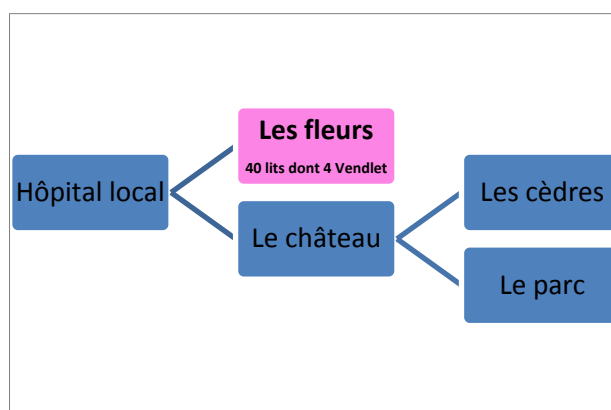 Les fleurs
40 lits dont 4 Vendlet
Hôpital local
Le château
Les cèdres
Le parc